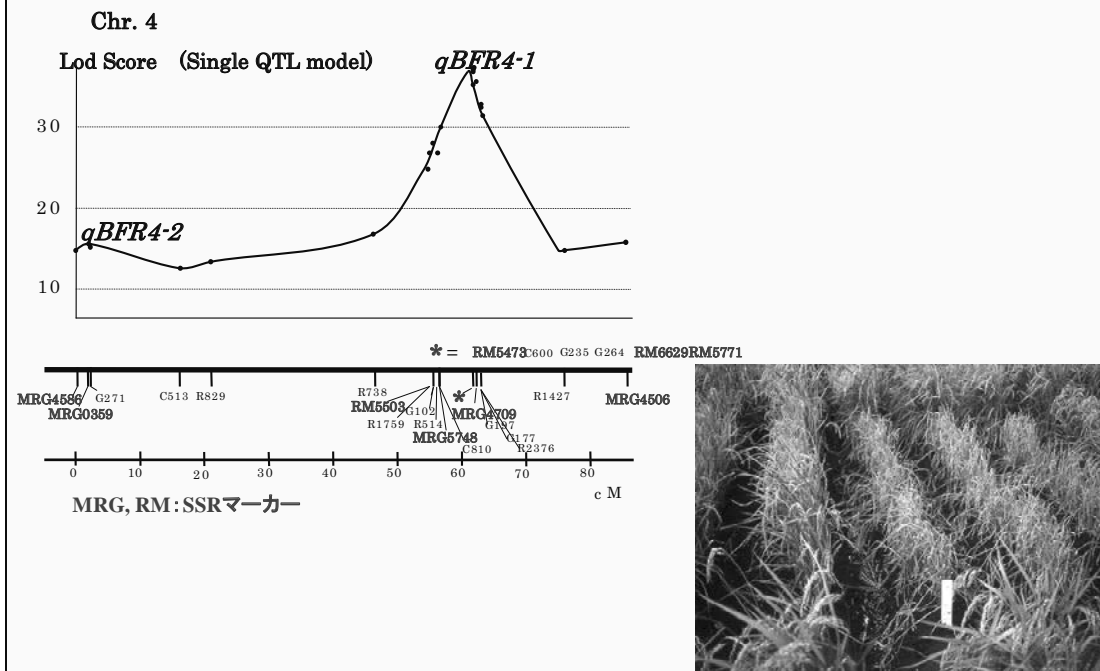 Chr. 4
Lod Score (Single QTL model)
qBFR4-1
30
20
qBFR4-2
10
*= RM5473 C600 G235 G264 RM6629 RM5771
MRG4586
MRG0359
G271
C513 R829
R738
RM5503
R1759
G102
R514
MRG5748
C810
*
MRG4709
G197
G177
R2376
R1427
MRG4506
0 10 20 30 40 50 60 70 80
c M
MRG, RM:SSRマーカー